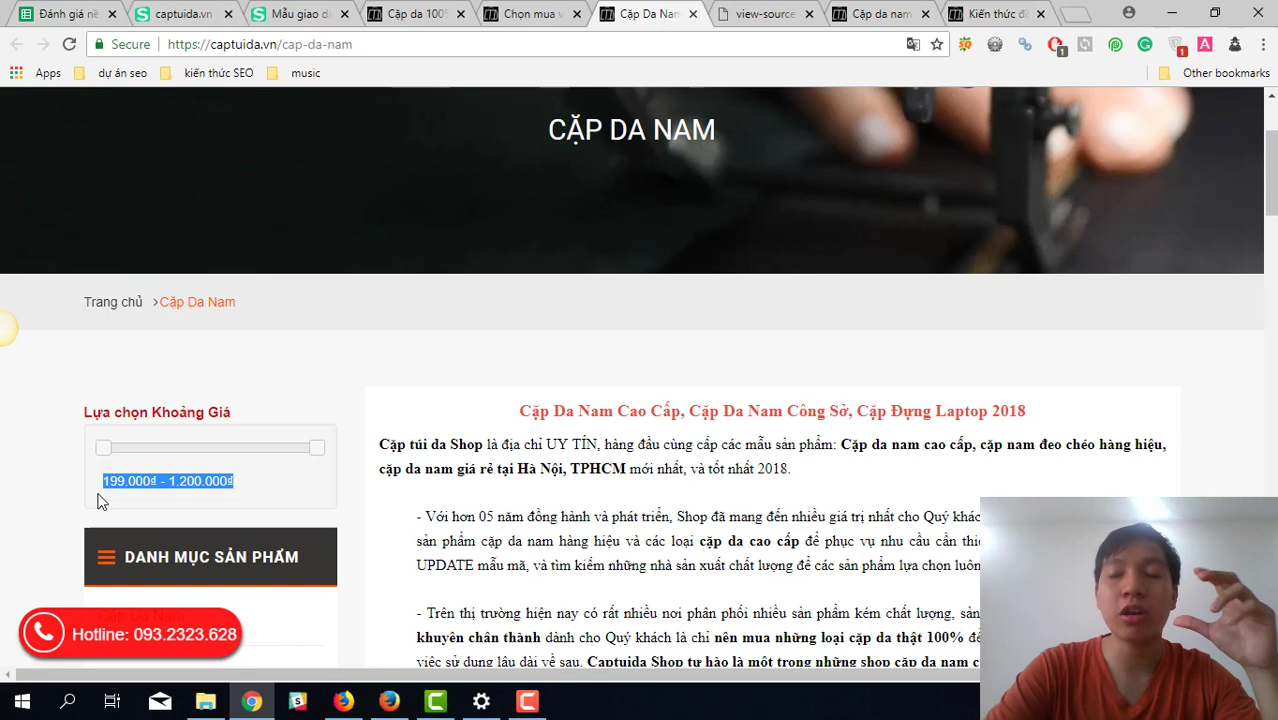 Đánh giá nề
captuida.vn
Mẫu giao di
Cặp da 100%
Chọn mua v
Cặp Da Nam
view-source
Cặp da nam
Kiến thức đi
Secure
https://captuida.vn/cap-da-nam
Apps
dự án seo
kiến thức SEO
music
Other bookmarks
CẶP DA NAM
Trang chủ >Cặp Da Nam
Lựa chọn Khoảng Giá
199.000₫ - 1.200.000₫
DANH MỤC SẢN PHẨM
Cặp Da Nam
Hotline: 093.2323.628
Cặp Da Nam Cao Cấp, Cặp Da Nam Công Sở, Cặp Đựng Laptop 2018
Cặp túi da Shop là địa chỉ UY TÍN, hàng đầu cùng cấp các mẫu sản phẩm: Cặp da nam cao cấp, cặp nam đeo chéo hàng hiệu,
cặp da nam giá rẻ tại Hà Nội, TPHCM mới nhất, và tốt nhất 2018.
- Với hơn 05 năm đồng hành và phát triển, Shop đã mang đến nhiều giá trị nhất cho Quý khác
sản phẩm cặp da nam hàng hiệu và các loại cặp da cao cấp để phục vụ nhu cầu cần thiế
UPDATE mẫu mã, và tìm kiếm những nhà sản xuất chất lượng để các sản phẩm lựa chọn luôn
- Trên thị trường hiện nay có rất nhiều nơi phân phối nhiều sản phẩm kém chất lượng, sản
khuyên chân thành dành cho Quý khách là chỉ nên mua những loại cặp da thật 100% để
việc sử dụng lâu dài về sau. Captuida Shop tự hào là một trong những shop cặp da nam c